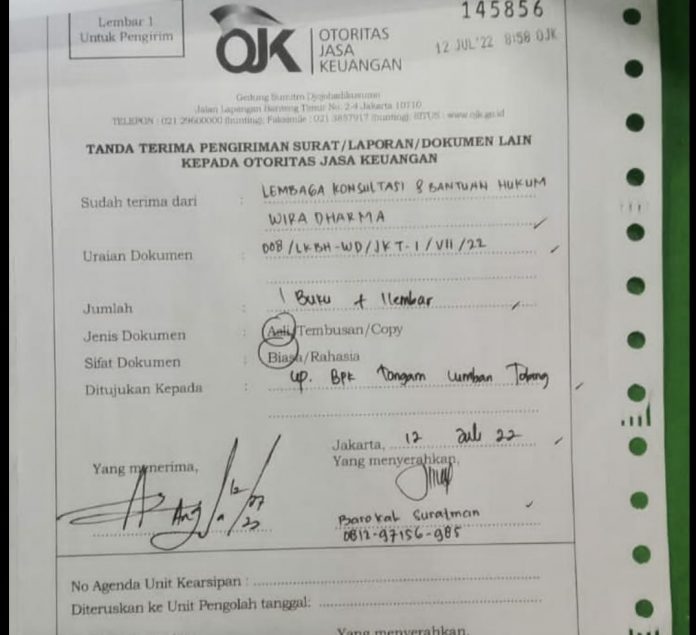 Lembar 1
Untuk Pengirim
OJK
OTORITAS
JASA
KEUANGAN
145856
12 JUL'22 8:58 OJK
Gedung Sumitro Djojohadikusumo
Jalan Lapangan Banteng Timur No. 2-4 Jakarta 10710
TELEPON : 021 29600000 (hunting), Faksimile : 021 3857917 (hunting), SITUS : www.ojk.go.id
TANDA TERIMA PENGIRIMAN SURAT/LAPORAN/DOKUMEN LAIN
KEPADA OTORITAS JASA KEUANGAN
Sudah terima dari : LEMBAGA KONSULTASI & BANTUAN HUKUM
WIRA DHARMA
Uraian Dokumen : 008/LKBH-WD/JKT-1/VII/22
Jumlah : 1 Buku + 1 lembar
Jenis Dokumen : Asli/Tembusan/Copy
Sifat Dokumen : Biasa/Rahasia
Ditujukan Kepada : up. BPK Tongam Lumban Tobing
Jakarta, 12 Juli 22
Yang menerima,
Yang menyerahkan,
12/07/22
Barokat Suratman
0812-97156-985
No Agenda Unit Kearsipan :
Diteruskan ke Unit Pengolah tanggal:
Yang menyerahkan,